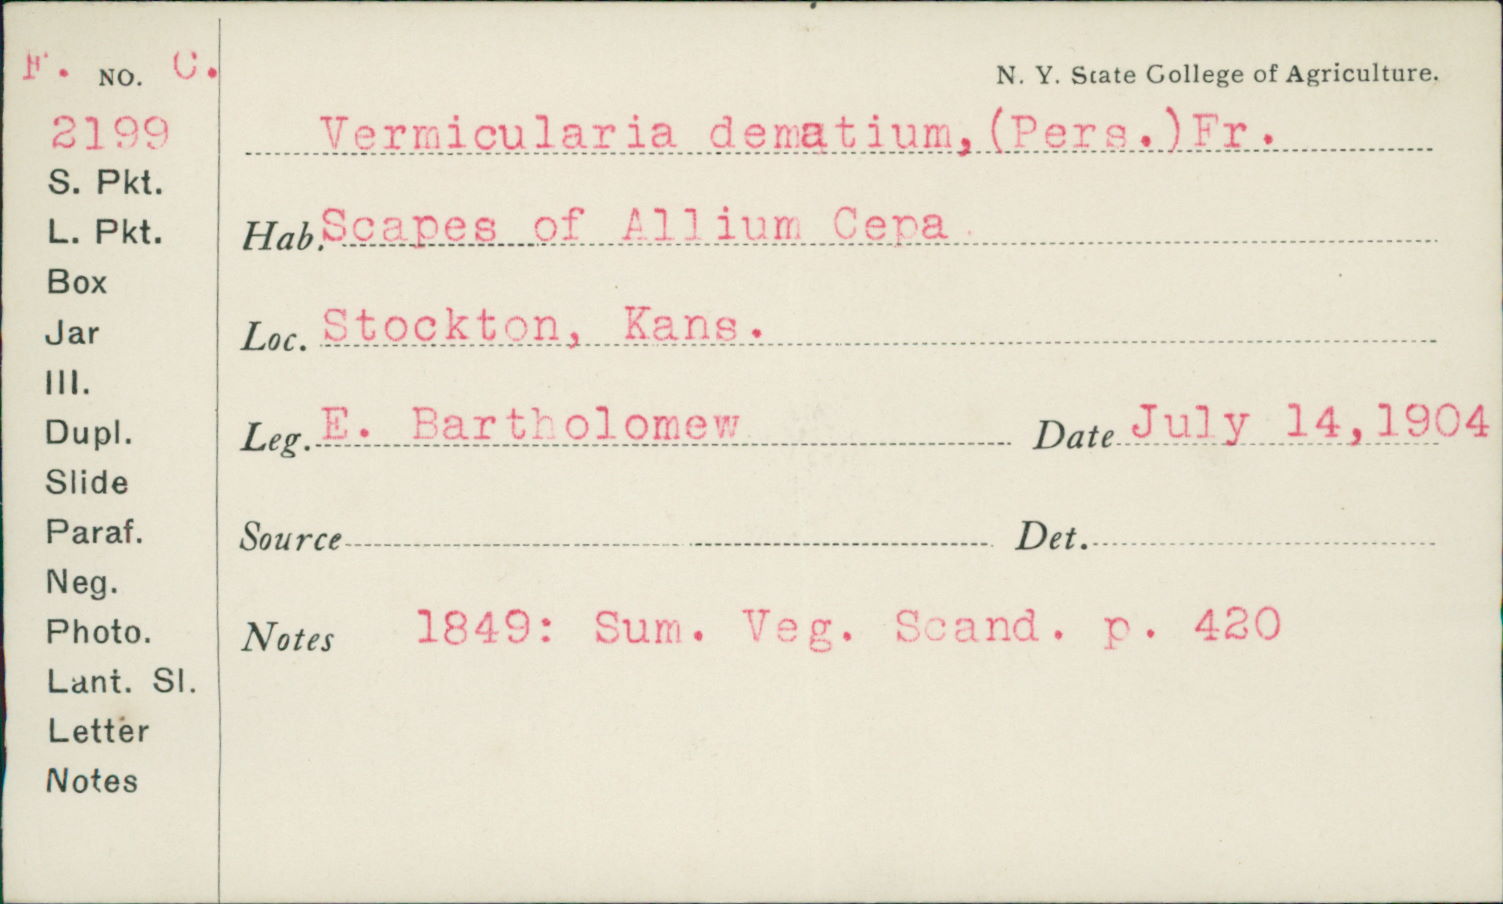 F. NO. C.
N. Y. State College of Agriculture.
2199
Vermicularia dematium,(Pers.)Fr.
S. Pkt.
L. Pkt.
Hab. Scapes of Allium Cepa.
Box
Jar
Loc. Stockton, Kans.
Ill.
Dupl.
Leg. E. Bartholomew Date July 14,1904
Slide
Paraf.
Source Det.
Neg.
Photo.
Notes 1849: Sum. Veg. Scand. p. 420
Lant. Sl.
Letter
Notes